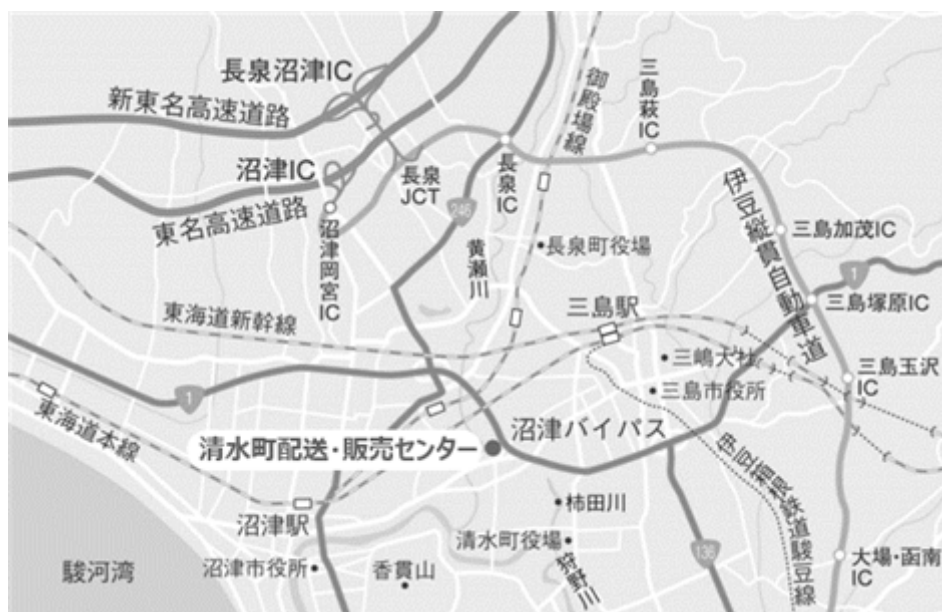 長泉沼津IC
新東名高速道路
沼津IC
東名高速道路
沼津岡宮IC
長泉
JCT
246
長泉IC
御殿場線
三島萩IC
伊豆縦貫自動車道
三島加茂IC
1
三島塚原IC
三島玉沢
IC
黄瀬川
長泉町役場
東海道新幹線
三島駅
三嶋大社
三島市役所
1
東海道本線
沼津バイパス
清水町配送・販売センター
伊豆箱根鉄道駿豆線
沼津駅
柿田川
清水町役場
狩野川
136
大場・函南
IC
駿河湾
沼津市役所
香貫山